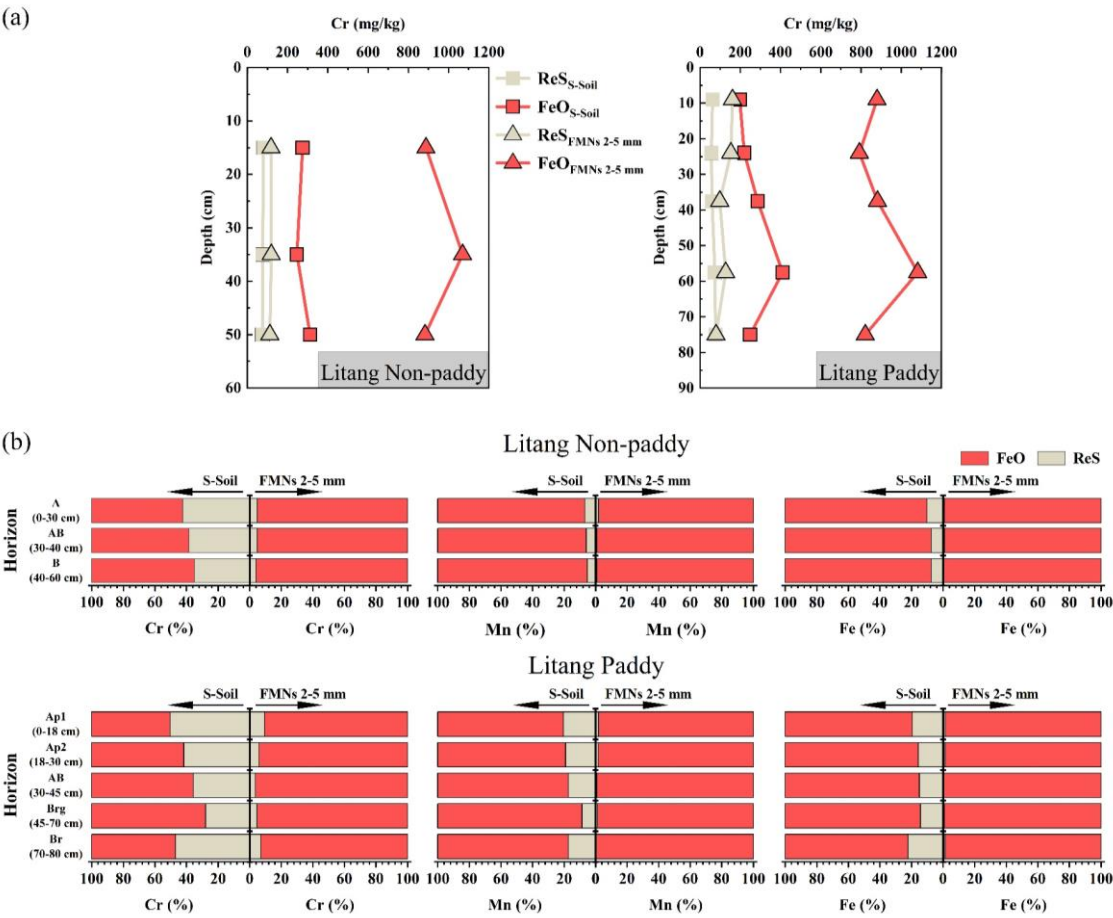 (a)
Cr (mg/kg)
0 200 400 600 800 1000 1200
0
10
20
30
40
50
60
Depth (cm)
Litang Non-paddy
ReS S-Soil
FeO S-Soil
ReS FMNs 2-5 mm
FeO FMNs 2-5 mm
Cr (mg/kg)
0 200 400 600 800 1000 1200
0
10
20
30
40
50
60
70
80
90
Depth (cm)
Litang Paddy
(b)
Litang Non-paddy
FeO ReS
S-Soil FMNs 2-5 mm S-Soil FMNs 2-5 mm S-Soil FMNs 2-5 mm
Horizon
A
(0-30 cm)
AB
(30-40 cm)
B
(40-60 cm)
100 80 60 40 20 0 20 40 60 80 100 100 80 60 40 20 0 20 40 60 80 100 100 80 60 40 20 0 20 40 60 80 100
Cr (%) Cr (%) Mn (%) Mn (%) Fe (%) Fe (%)
Litang Paddy
S-Soil FMNs 2-5 mm S-Soil FMNs 2-5 mm S-Soil FMNs 2-5 mm
Horizon
Ap1
(0-18 cm)
Ap2
(18-30 cm)
AB
(30-45 cm)
Brg
(45-70 cm)
Br
(70-80 cm)
100 80 60 40 20 0 20 40 60 80 100 100 80 60 40 20 0 20 40 60 80 100 100 80 60 40 20 0 20 40 60 80 100
Cr (%) Cr (%) Mn (%) Mn (%) Fe (%) Fe (%)